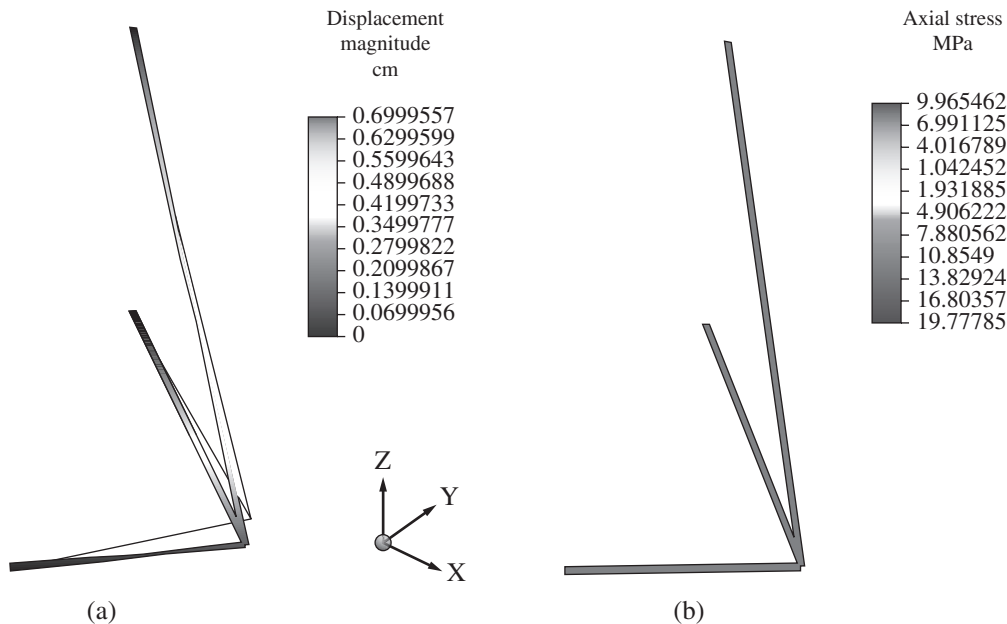 Displacement
magnitude
cm
0.6999557
0.6299599
0.5599643
0.4899688
0.4199733
0.3499777
0.2799822
0.2099867
0.1399911
0.0699956
0
Z
Y
X
(a)
Axial stress
MPa
9.965462
6.991125
4.016789
1.042452
1.931885
4.906222
7.880562
10.8549
13.82924
16.80357
19.77785
(b)